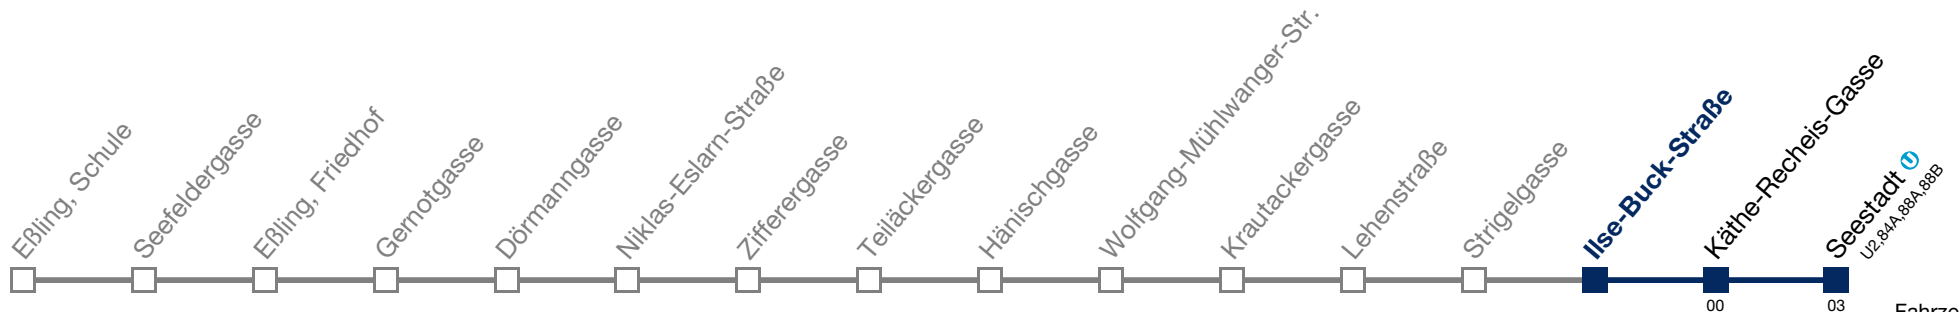 Eßling, Schule
Seefeldergasse
Eßling, Friedhof
Gernotgasse
Dörmanngasse
Niklas-Eslarn-Straße
Zifferergasse
Teiläckergasse
Hänischgasse
Wolfgang-Mühlwanger-Str.
Krautackergasse
Lehenstraße
Strigelgasse
Ilse-Buck-Straße
Käthe-Recheis-Gasse
Seestadt U
U2,84A,88A,88B
00
03